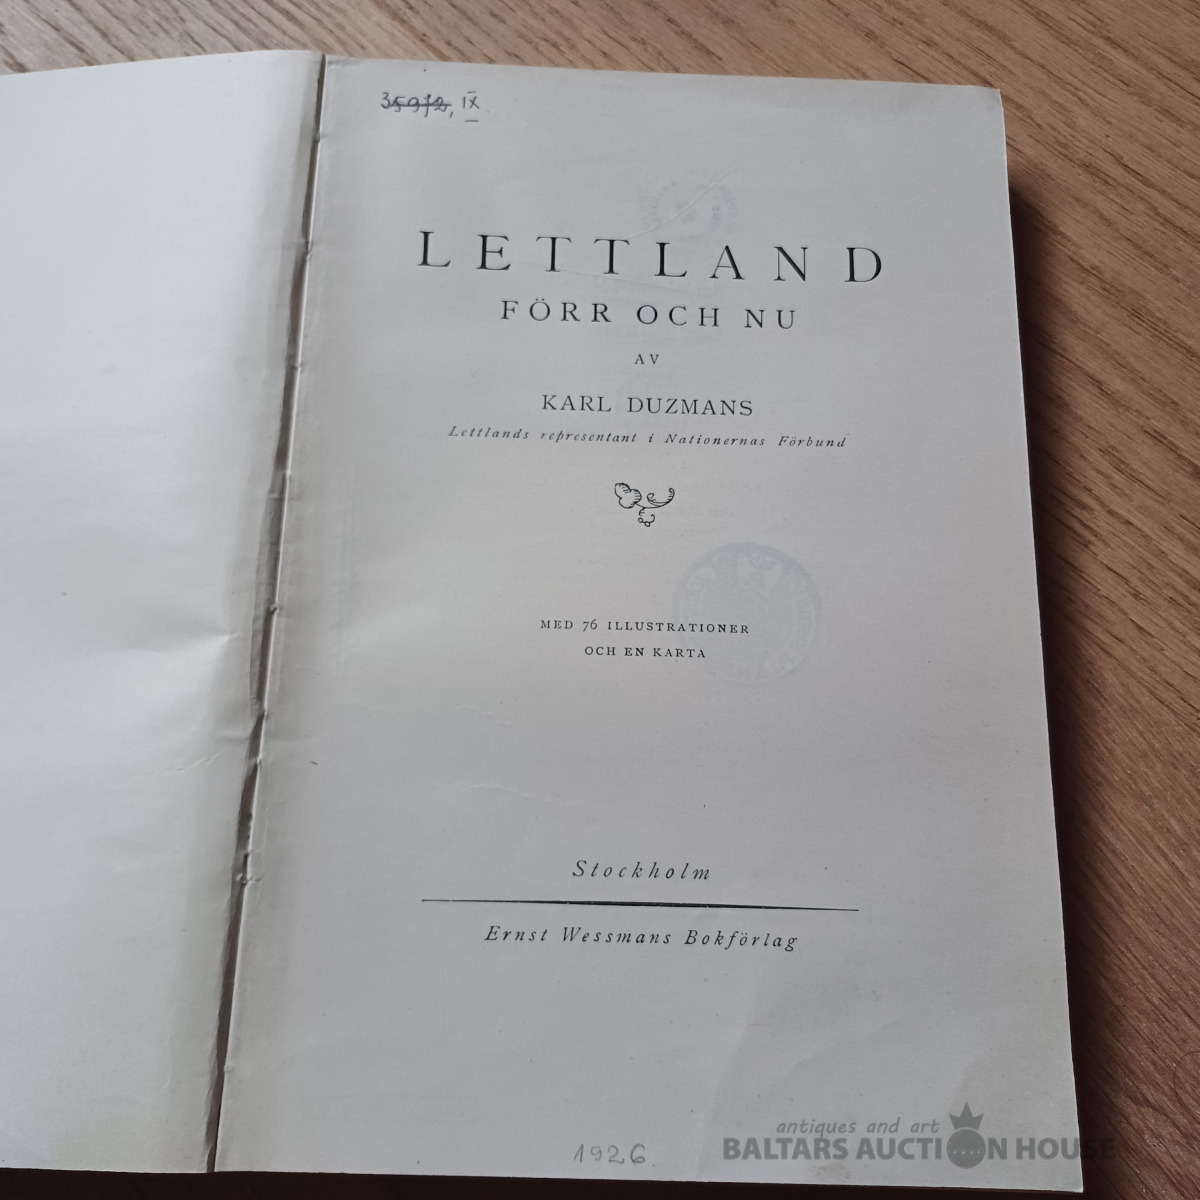 35972, IX
LETTLAND
FÖRR OCH NU
AV
KARL DUZMANS
Lettlands representant i Nationernas Förbund
MED 76 ILLUSTRATIONER
OCH EN KARTA
Stockholm
Ernst Wessmans Bokförlag
1926.
antiques and art
BALTARS AUCTION HOUSE